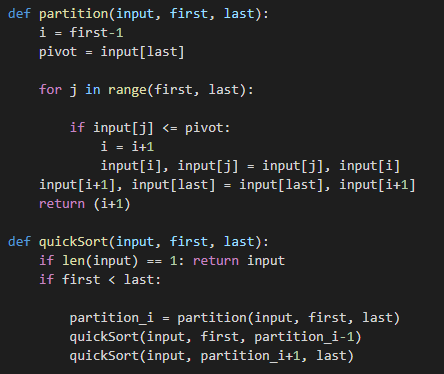 def partition(input, first, last):
    i = first-1
    pivot = input[last]

    for j in range(first, last):

        if input[j] <= pivot:
            i = i+1
            input[i], input[j] = input[j], input[i]
    input[i+1], input[last] = input[last], input[i+1]
    return (i+1)

def quickSort(input, first, last):
    if len(input) == 1: return input
    if first < last:

        partition_i = partition(input, first, last)
        quickSort(input, first, partition_i-1)
        quickSort(input, partition_i+1, last)